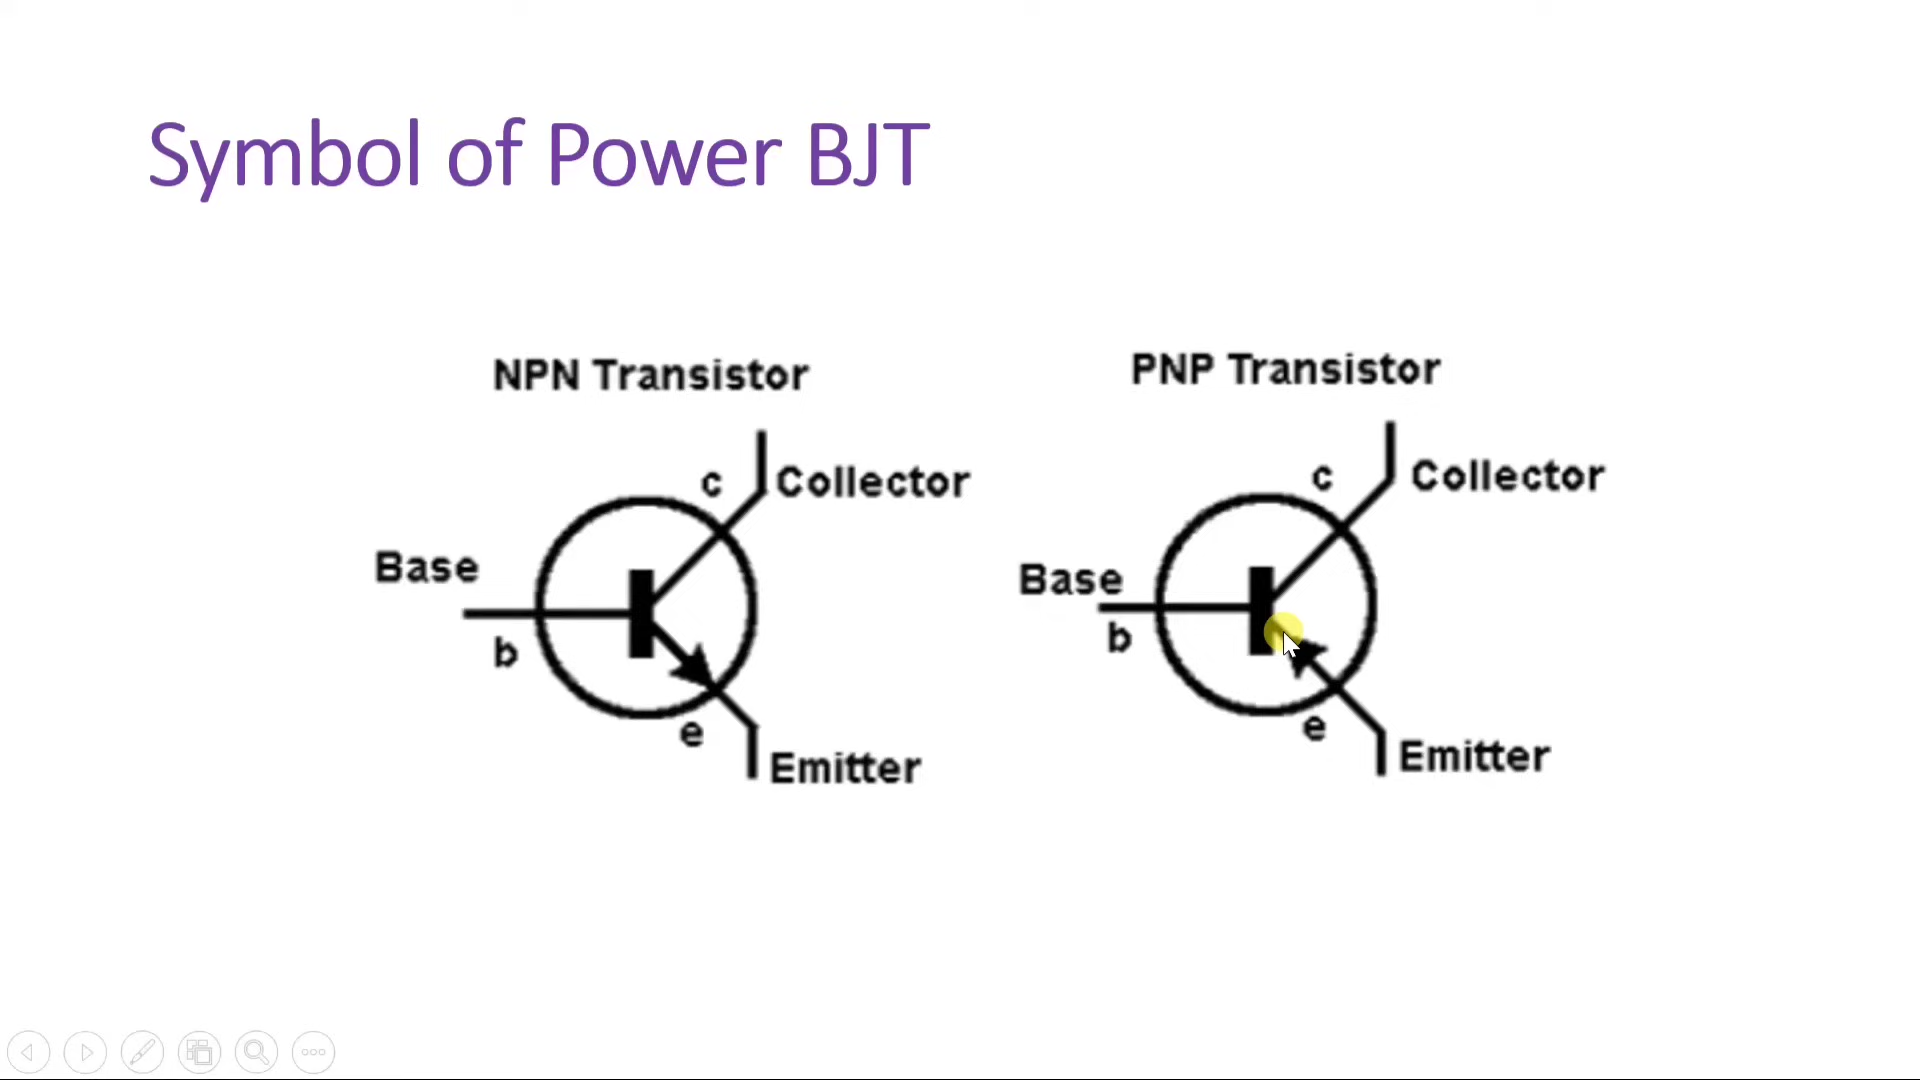 Symbol of Power BJT
NPN Transistor
c
Collector
Base
b
e
Emitter
PNP Transistor
c
Collector
Base
b
e
Emitter